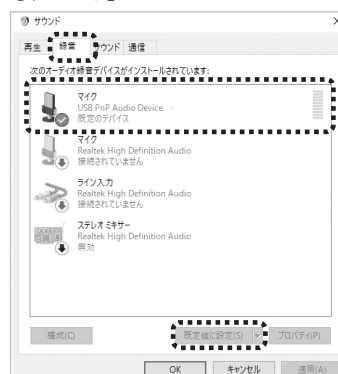 サウンド
再生 録音 サウンド 通信
次のオーディオ録音デバイスがインストールされています:
マイク
USB PnP Audio Device
既定のデバイス
マイク
Realtek High Definition Audio
接続されていません
ライン入力
Realtek High Definition Audio
接続されていません
ステレオ ミキサー
Realtek High Definition Audio
無効
構成(C) 既定値に設定(S) プロパティ(P)
OK キャンセル 適用(A)